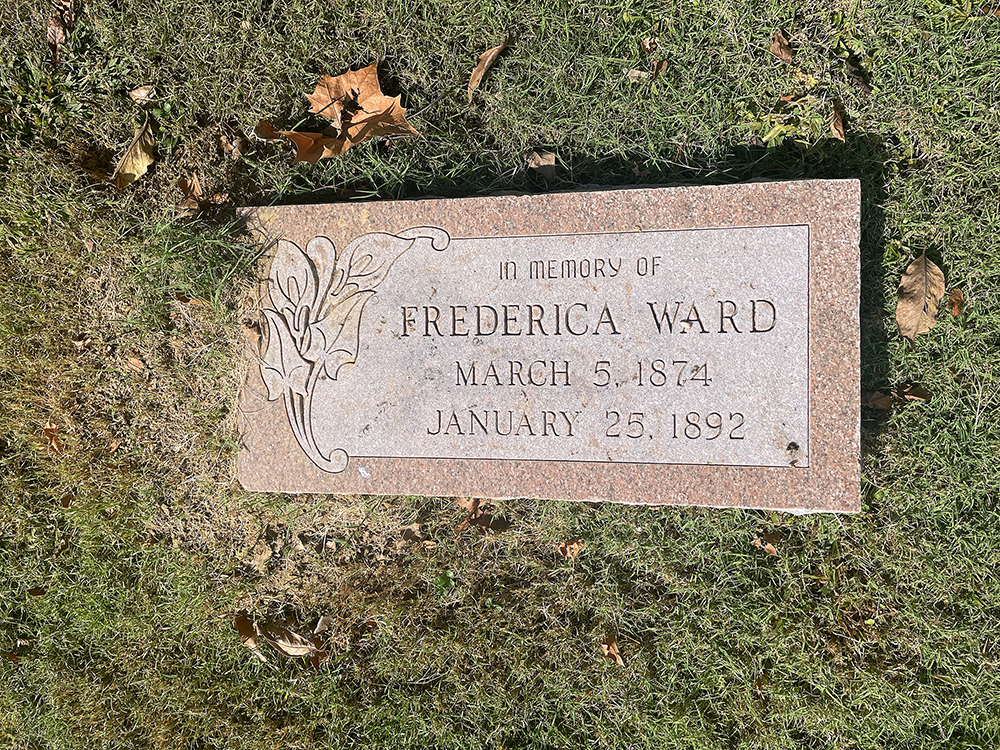 IN MEMORY OF
FREDERICA WARD
MARCH 5, 1874
JANUARY 25, 1892